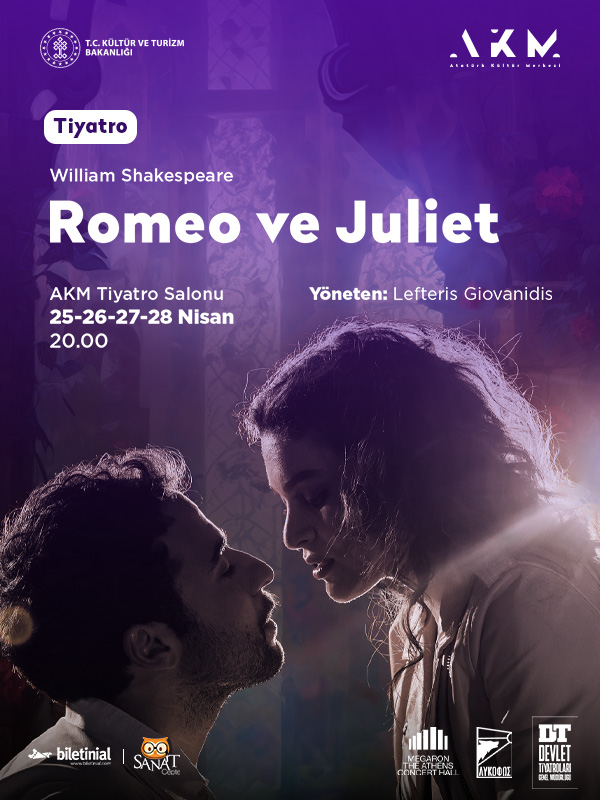 T.C. KÜLTÜR VE TURİZM
BAKANLIĞI
AKM
Atatürk Kültür Merkezi
Tiyatro
William Shakespeare
Romeo ve Juliet
AKM Tiyatro Salonu
25-26-27-28 Nisan
20.00
Yöneten: Lefteris Giovanidis
biletinial
www.biletinial.com
SANAT
Cepte
MEGARON
THE ATHENS
CONCERT HALL
ΛΥΚΟΦΩΣ
DT
DEVLET
TİYATROLARI
GENEL MÜDÜRLÜĞÜ